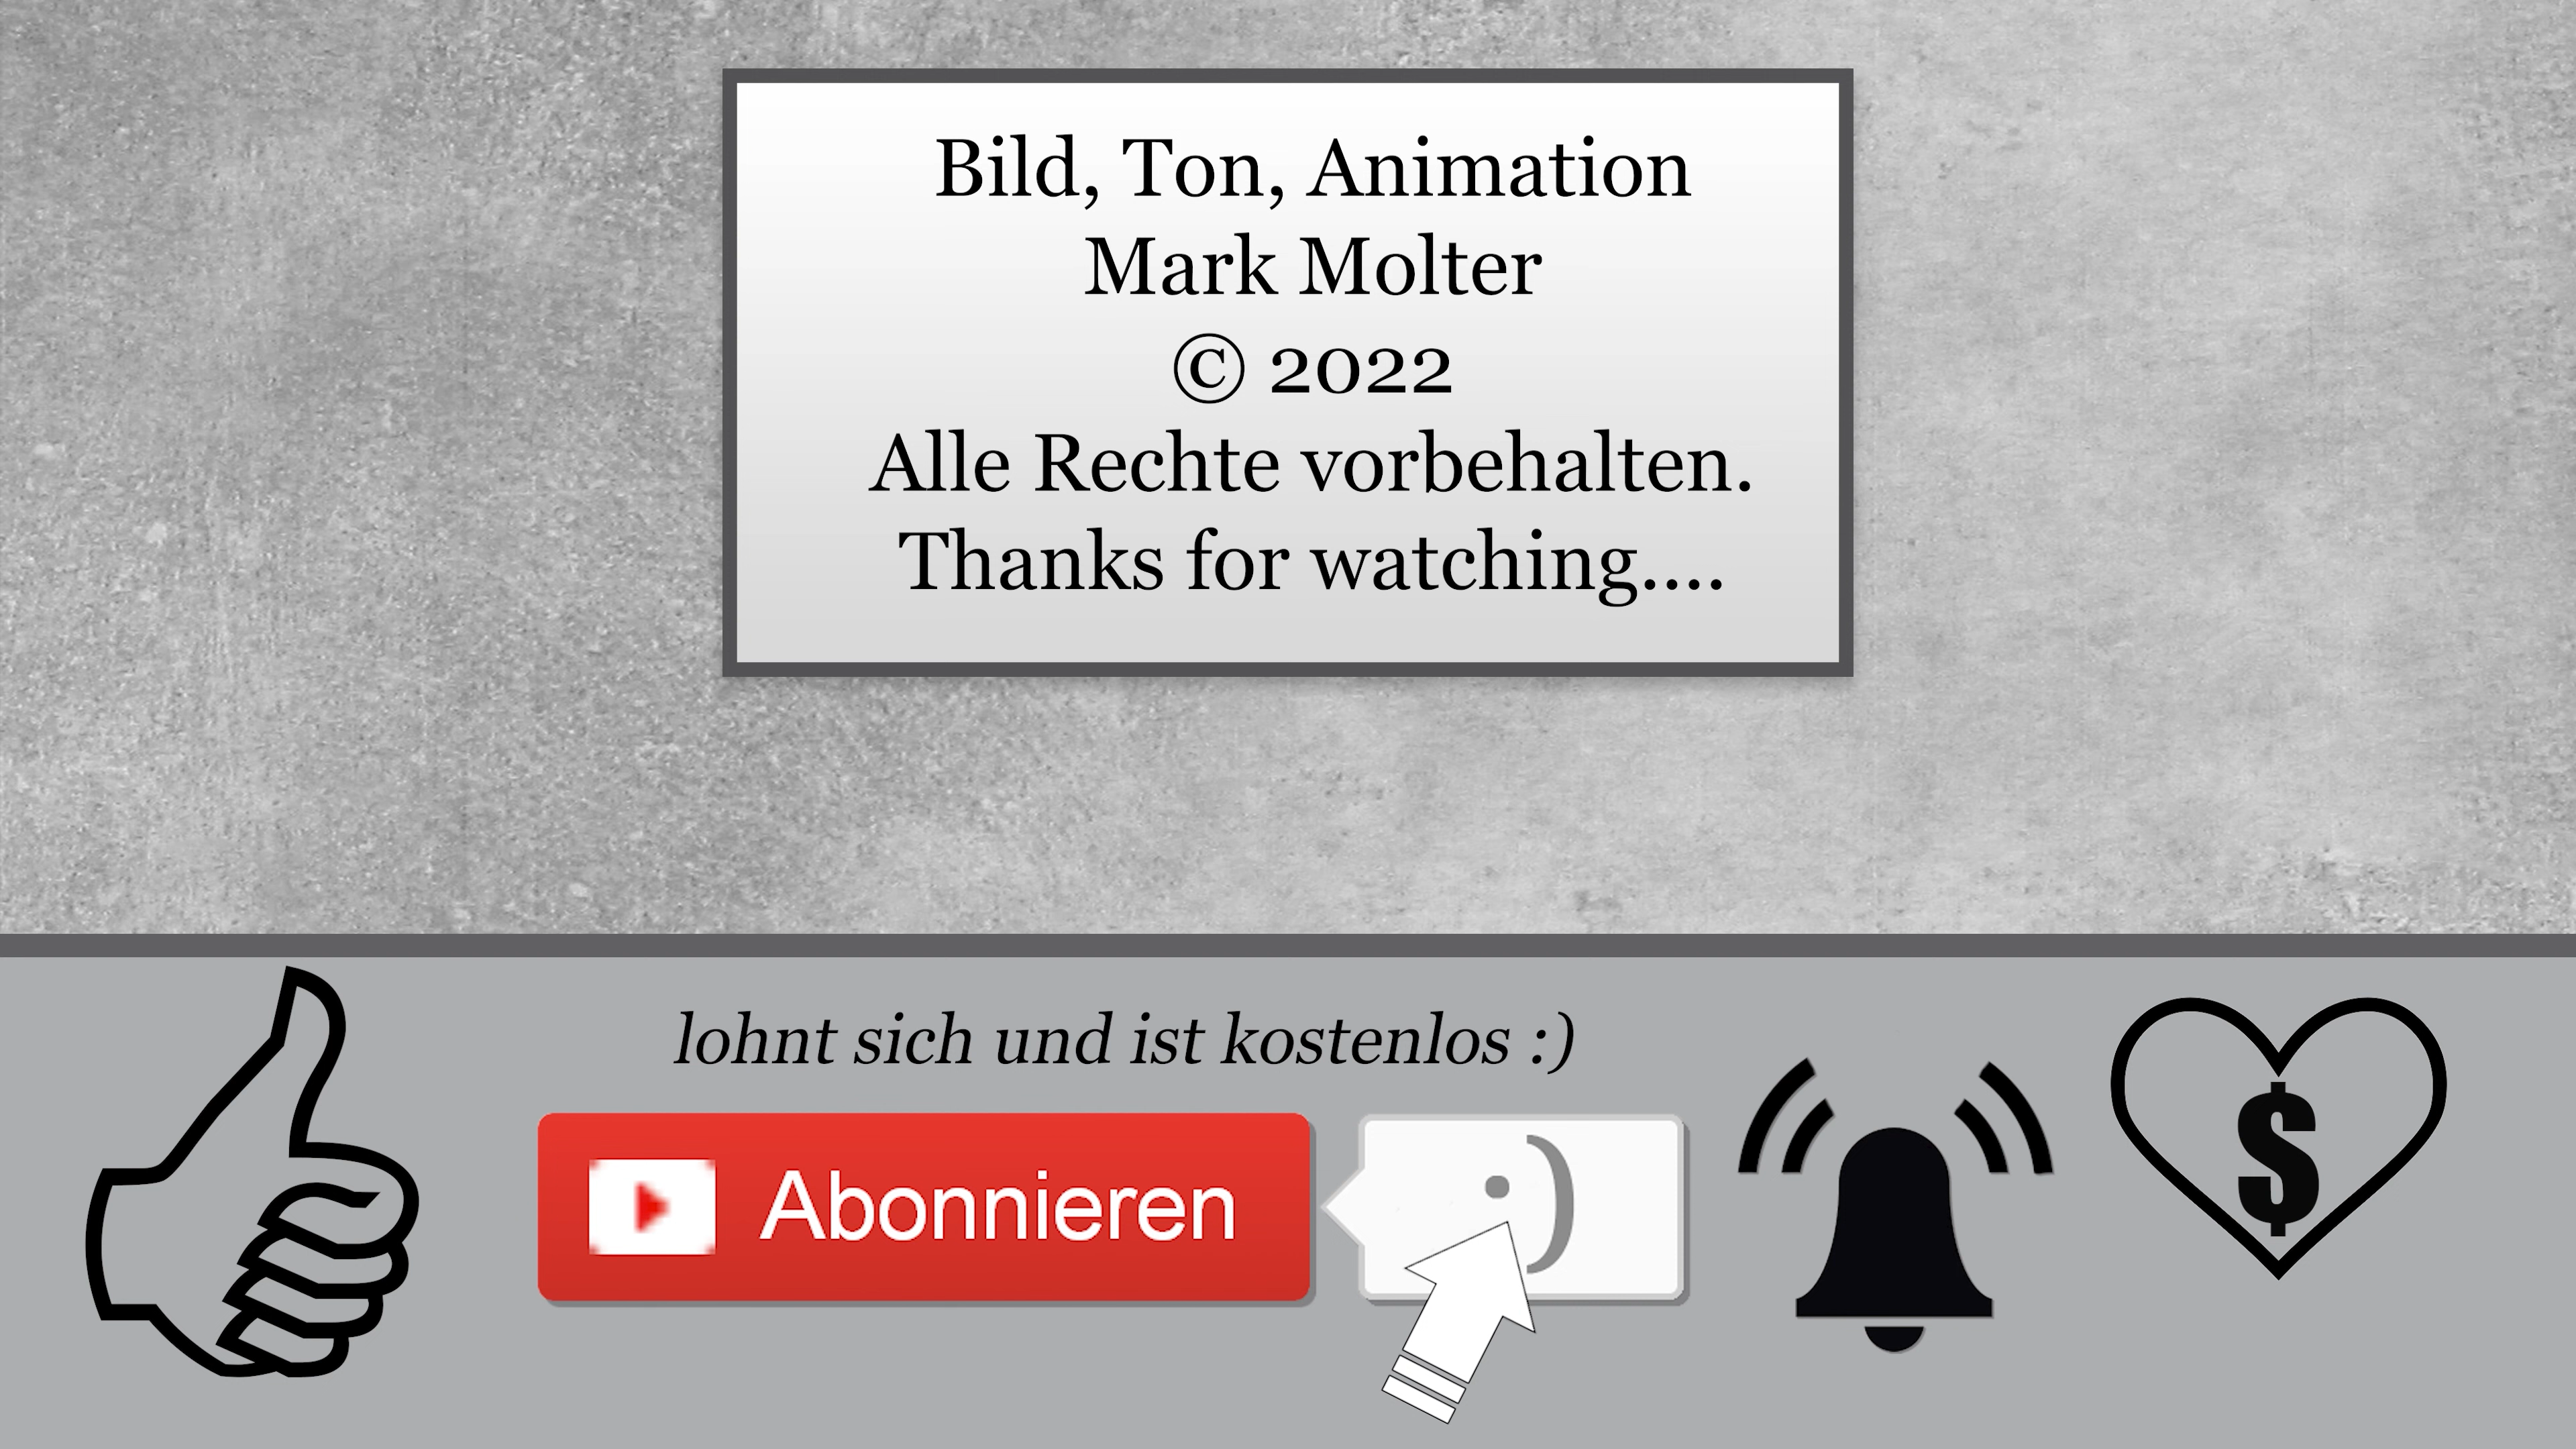 Bild, Ton, Animation
Mark Molter
© 2022
Alle Rechte vorbehalten.
Thanks for watching....
lohnt sich und ist kostenlos :)
Abonnieren
:)
$